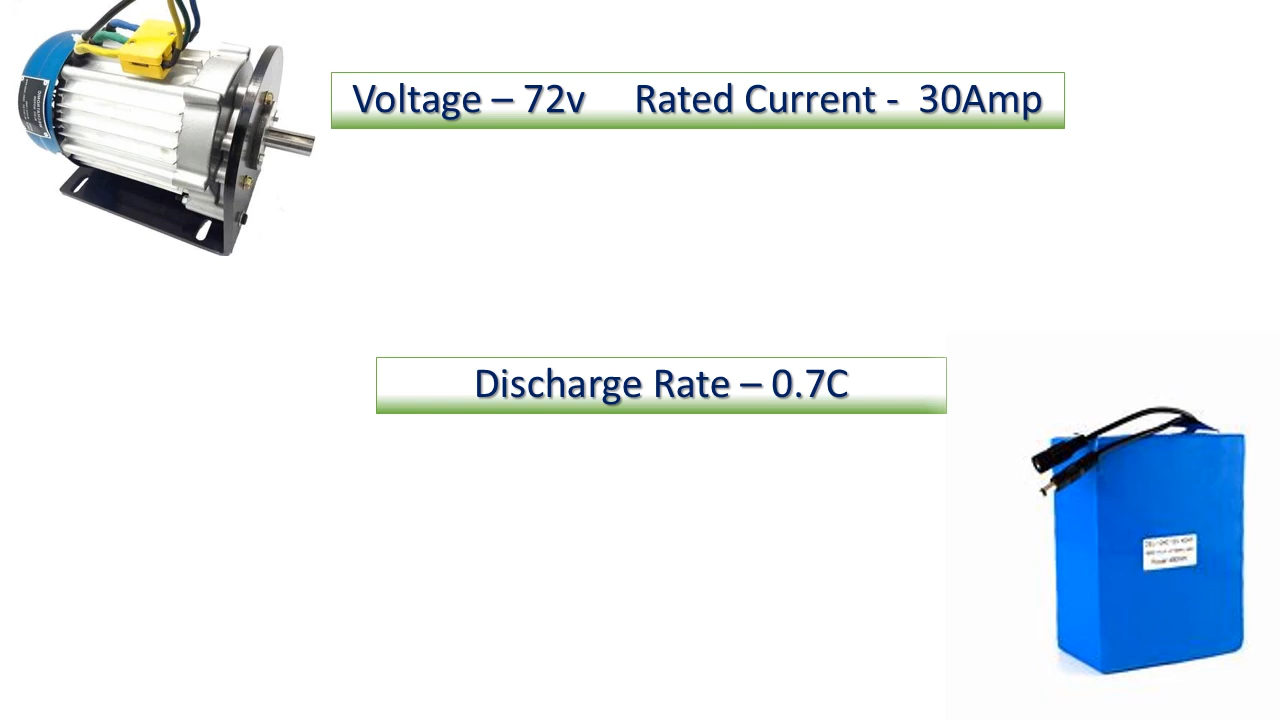 Voltage – 72v Rated Current - 30Amp
Discharge Rate – 0.7C